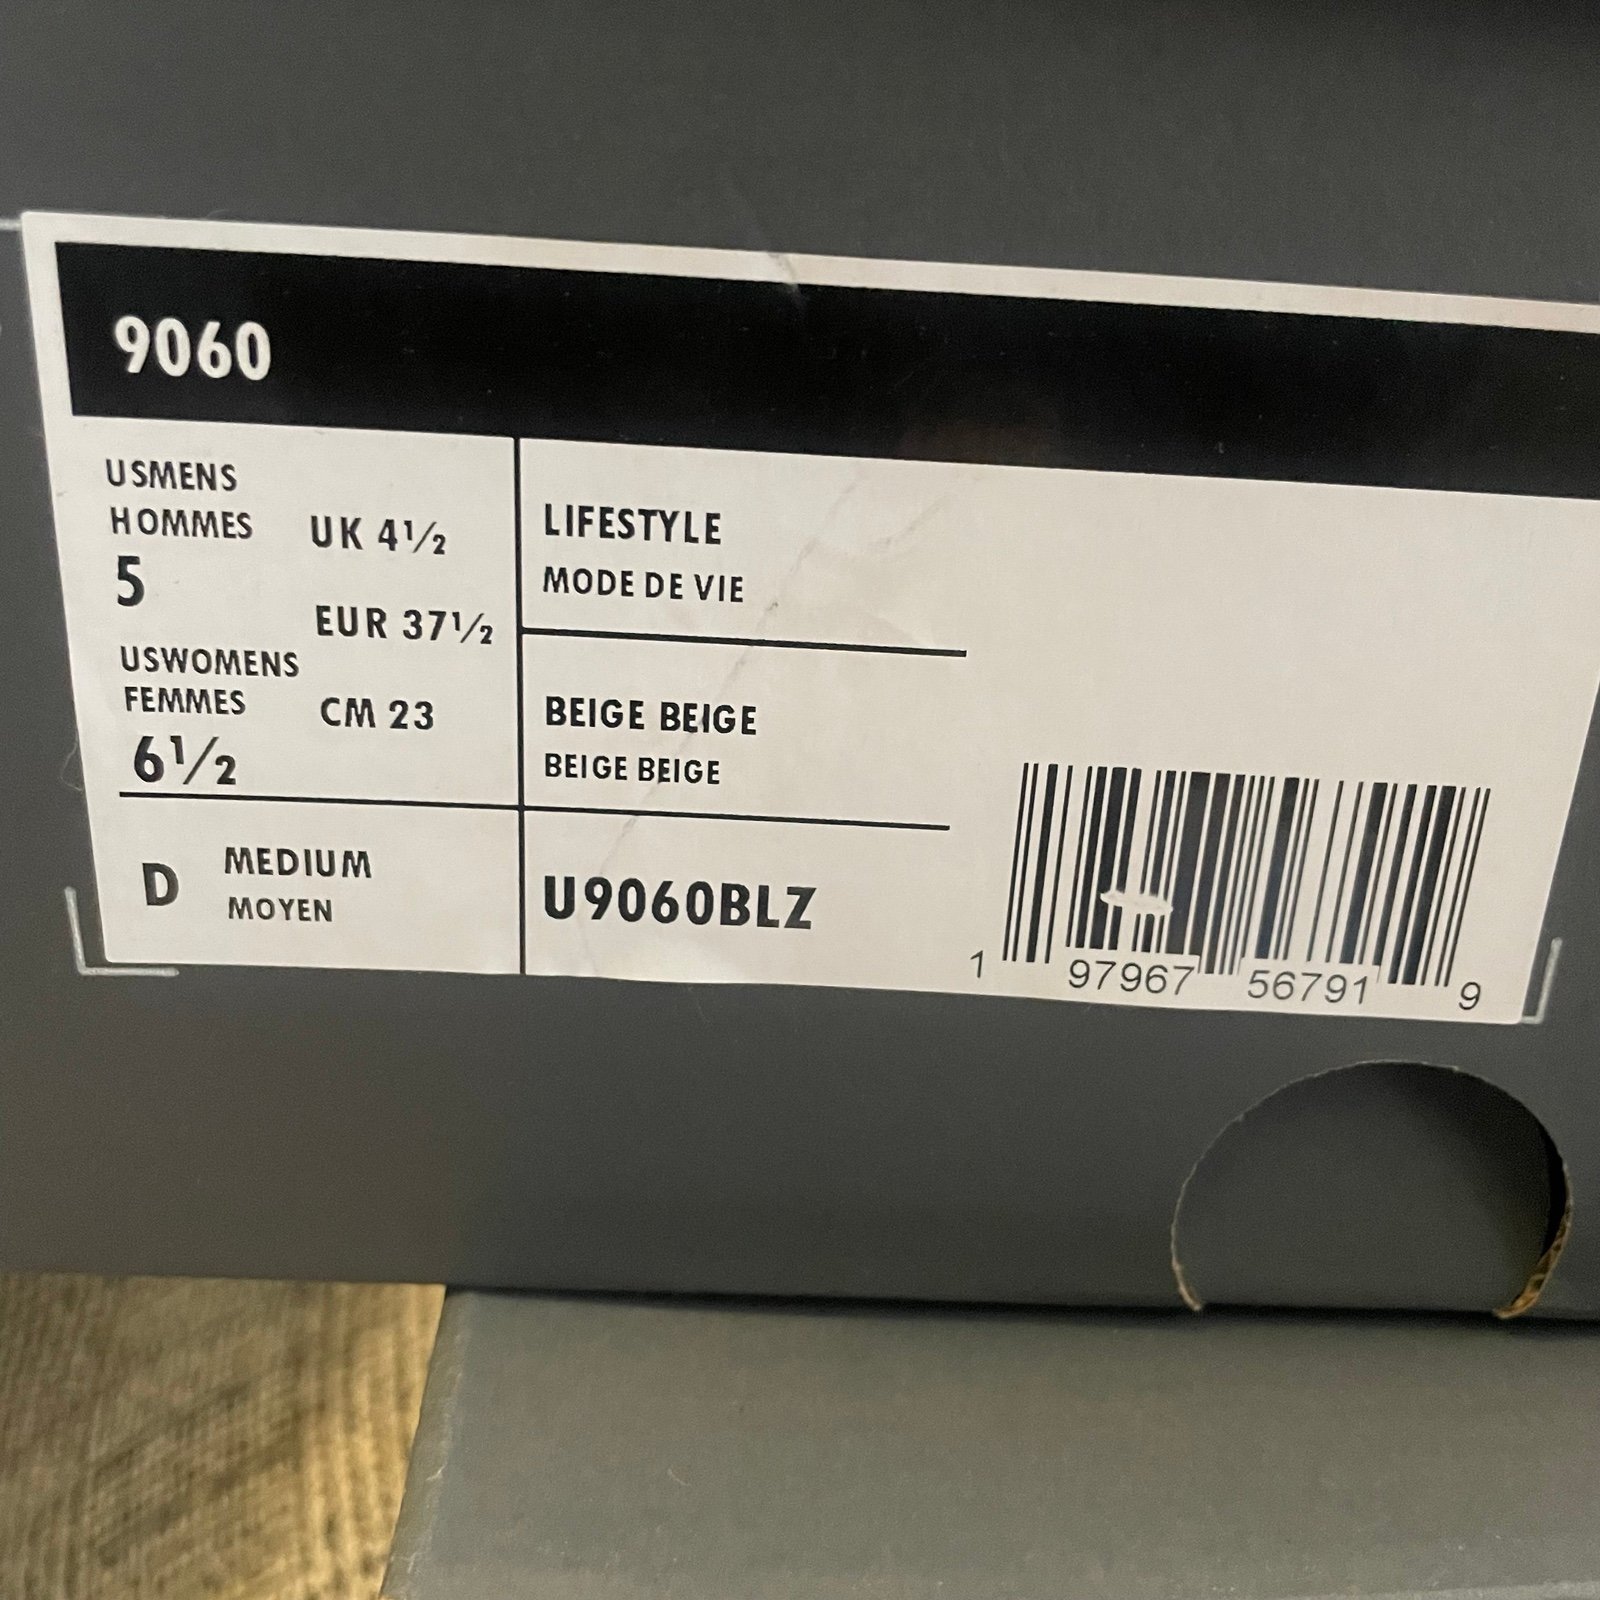 9060
USMENS
HOMMES
5
UK 4½
EUR 37½
USWOMENS
FEMMES
6½
CM 23
D
MEDIUM
MOYEN
LIFESTYLE
MODE DE VIE
BEIGE BEIGE
BEIGE BEIGE
U9060BLZ
1 97967 56791 9